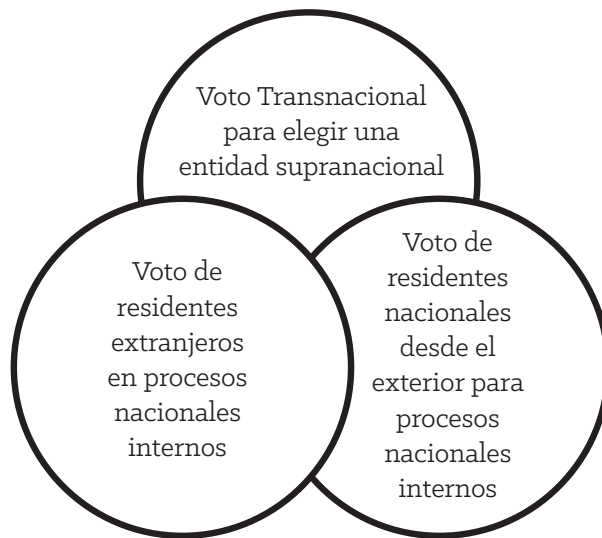 Voto Transnacional
para elegir una
entidad supranacional
Voto de
residentes
extranjeros
en procesos
nacionales
internos
Voto de
residentes
nacionales
desde el
exterior para
procesos
nacionales
internos